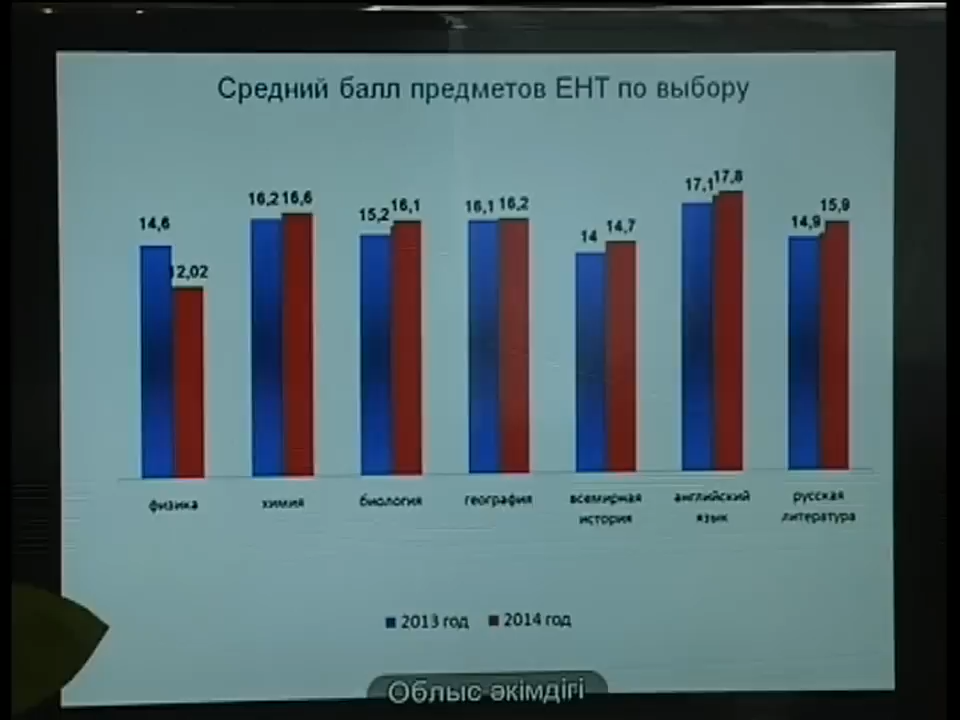 Средний балл предметов ЕНТ по выбору
14,6
12,02
16,2
16,6
15,2
16,1
16,1
16,2
14
14,7
17,1
17,8
14,9
15,9
физика
химия
биология
география
всемирная
история
английский
язык
русская
литература
2013 год
2014 год
Облыс әкімдігі